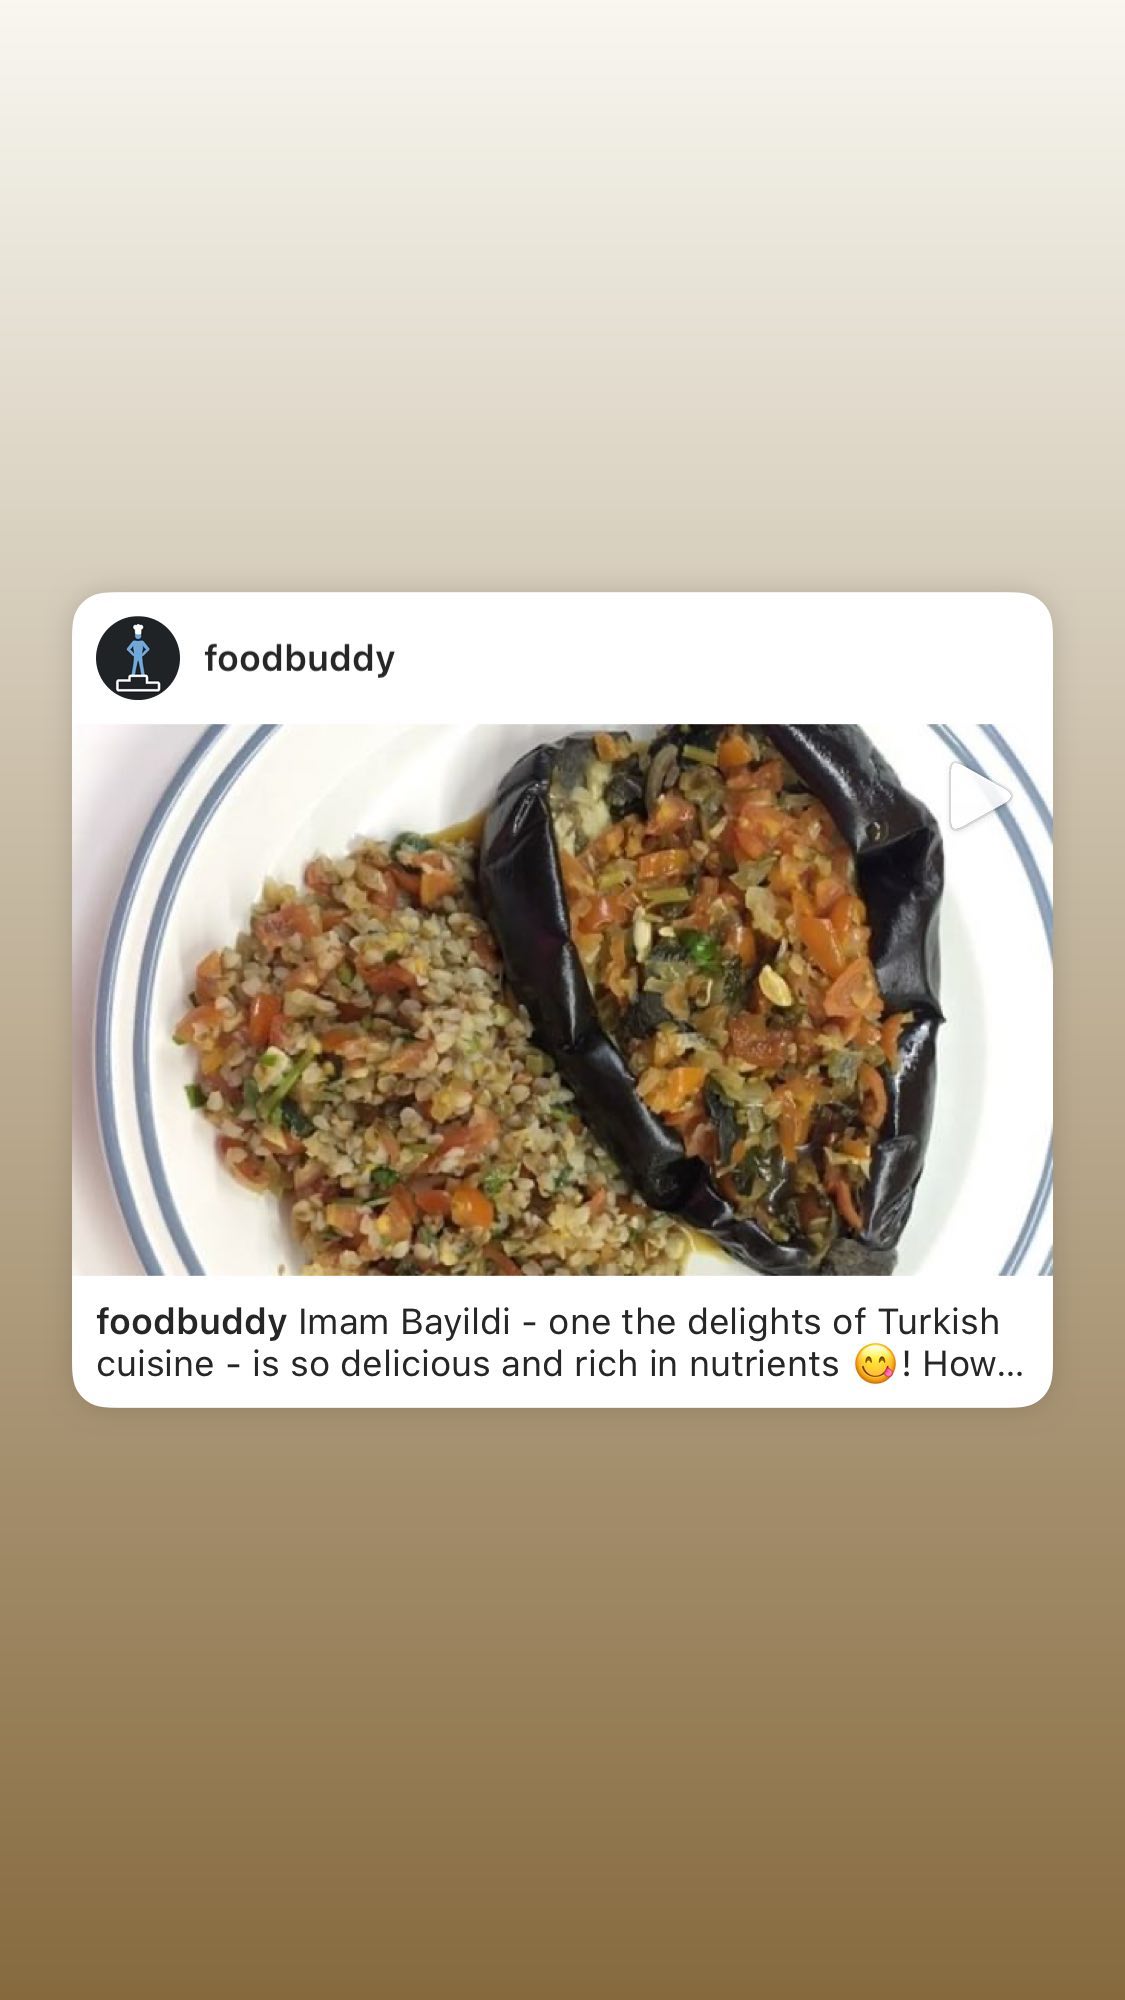 foodbuddy
foodbuddy Imam Bayildi - one the delights of Turkish
cuisine - is so delicious and rich in nutrients 😋! How...